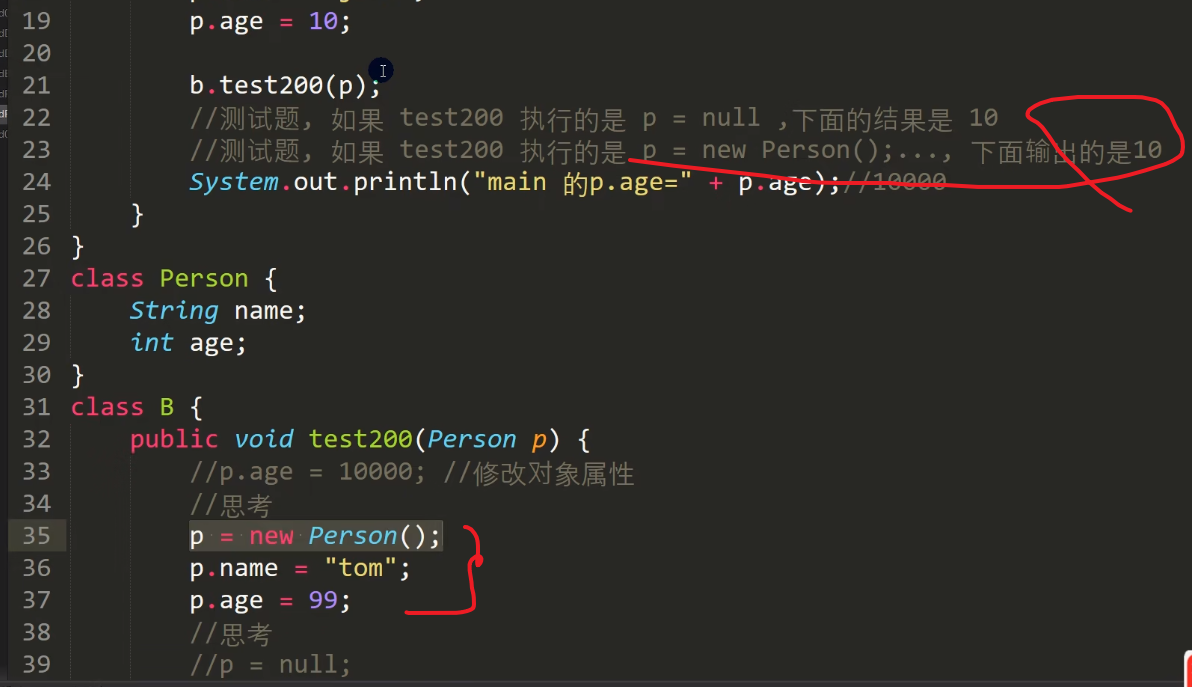 19 p.age = 10;
20
21 b.test200(p);
22 //测试题, 如果 test200 执行的是 p = null ,下面的结果是 10
23 //测试题, 如果 test200 执行的是 p = new Person();..., 下面输出的是10
24 System.out.println("main 的p.age=" + p.age);//10000
25 }
26 }
27 class Person {
28 String name;
29 int age;
30 }
31 class B {
32 public void test200(Person p) {
33 //p.age = 10000; //修改对象属性
34 //思考
35 p = new Person();
36 p.name = "tom";
37 p.age = 99;
38 //思考
39 //p = null;